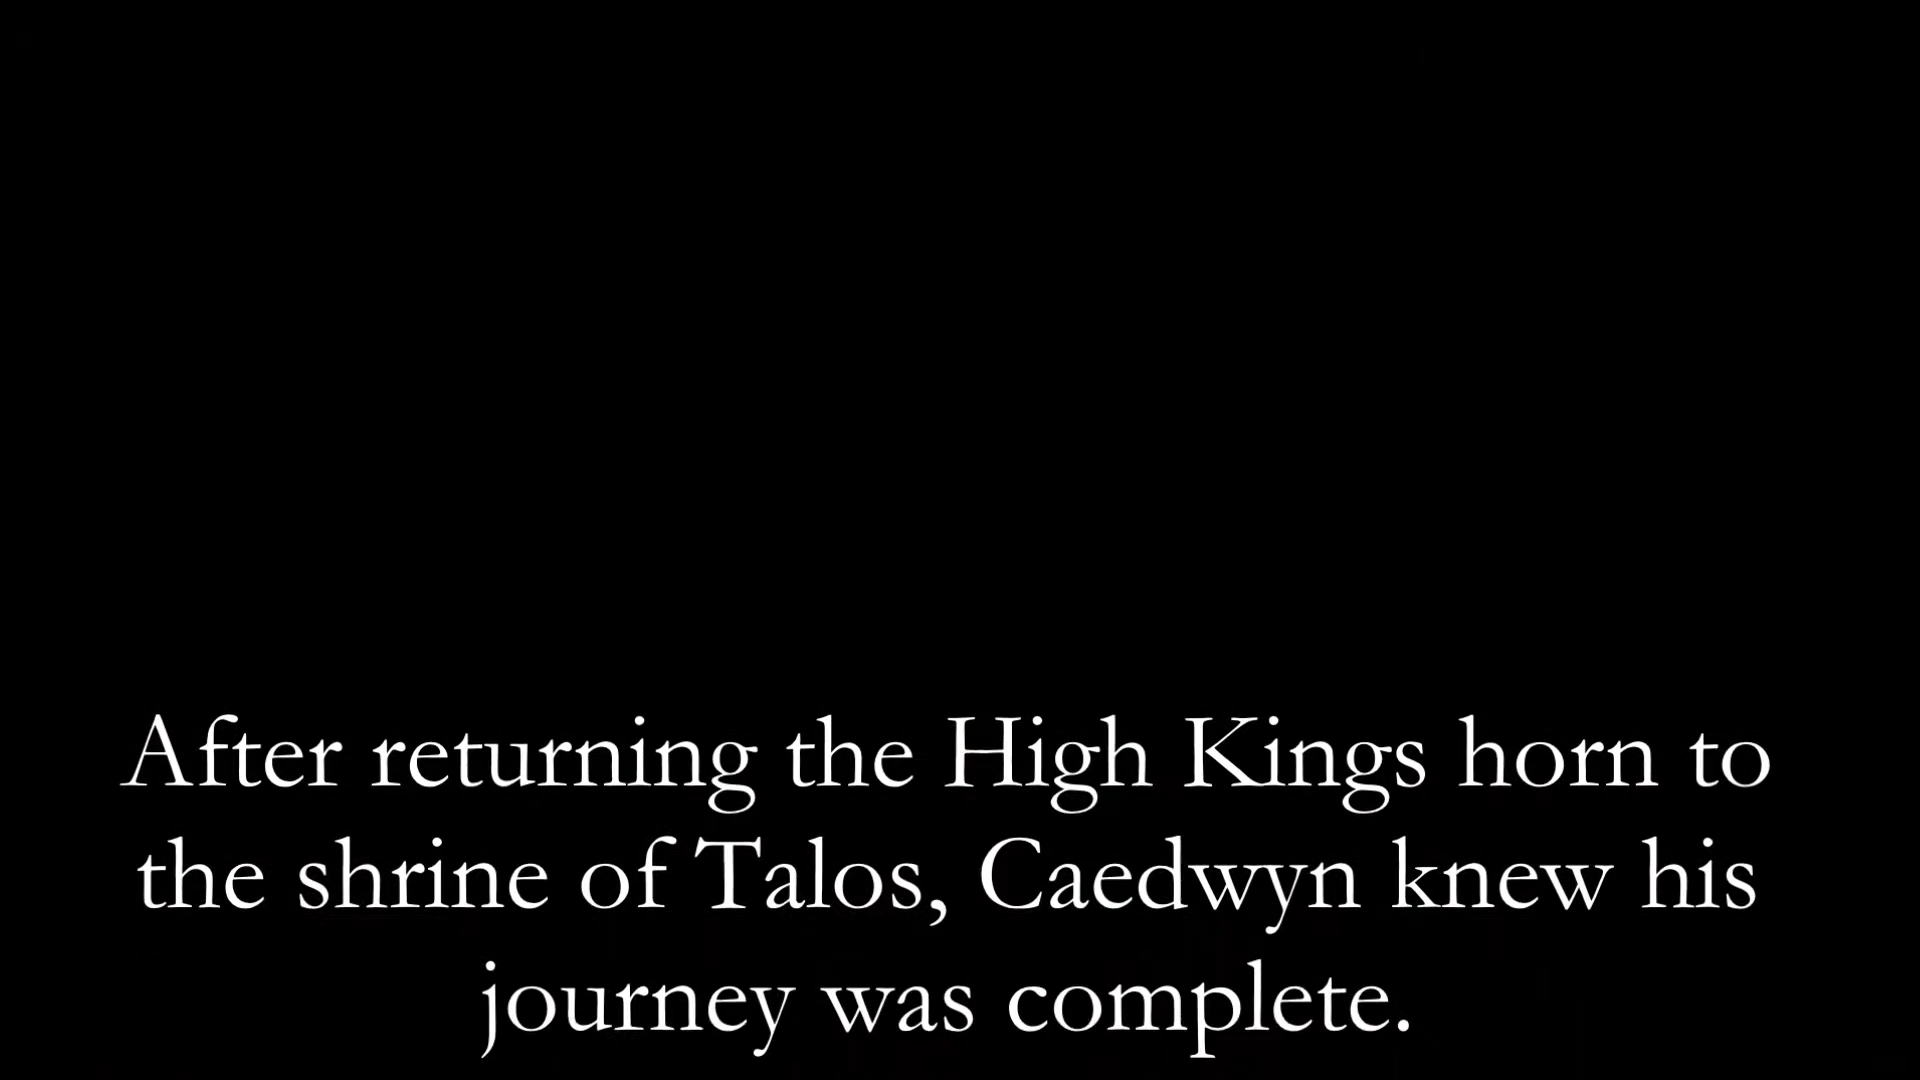 After returning the High Kings horn to
the shrine of Talos, Caedwyn knew his
journey was complete.